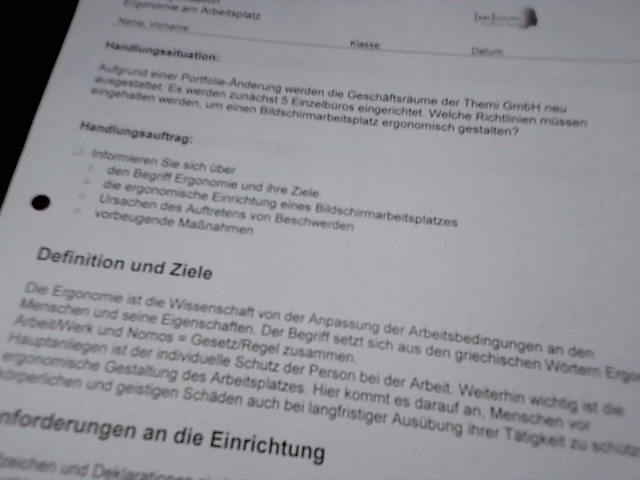 Ergonomie am Arbeitsplatz
Name, Vorname
Klasse
Datum
Handlungssituation:
Aufgrund einer Portfolie-Änderung werden die Geschäftsräume der Themi GmbH neu
ausgestattet. Es werden zunächst 5 Einzelbüros eingerichtet. Welche Richtlinien müssen
eingehalten werden, um einen Bildschirmarbeitsplatz ergonomisch gestalten?
Handlungsauftrag:
Informieren Sie sich über
den Begriff Ergonomie und ihre Ziele.
die ergonomische Einrichtung eines Bildschirmarbeitsplatzes
Ursachen des Auftretens von Beschwerden
vorbeugende Maßnahmen
Definition und Ziele
Die Ergonomie ist die Wissenschaft von der Anpassung der Arbeitsbedingungen an den
Menschen und seine Eigenschaften. Der Begriff setzt sich aus den griechischen Wörtern Ergon
Arbeit/Werk und Nomos = Gesetz/Regel zusammen.
Hauptanliegen ist der individuelle Schutz der Person bei der Arbeit. Weiterhin wichtig ist die
ergonomische Gestaltung des Arbeitsplatzes. Hier kommt es darauf an, Menschen vor
körperlichen und geistigen Schäden auch bei langfristiger Ausübung ihrer Tätigkeit zu schütze
nforderungen an die Einrichtung
zeichen und Deklarationen